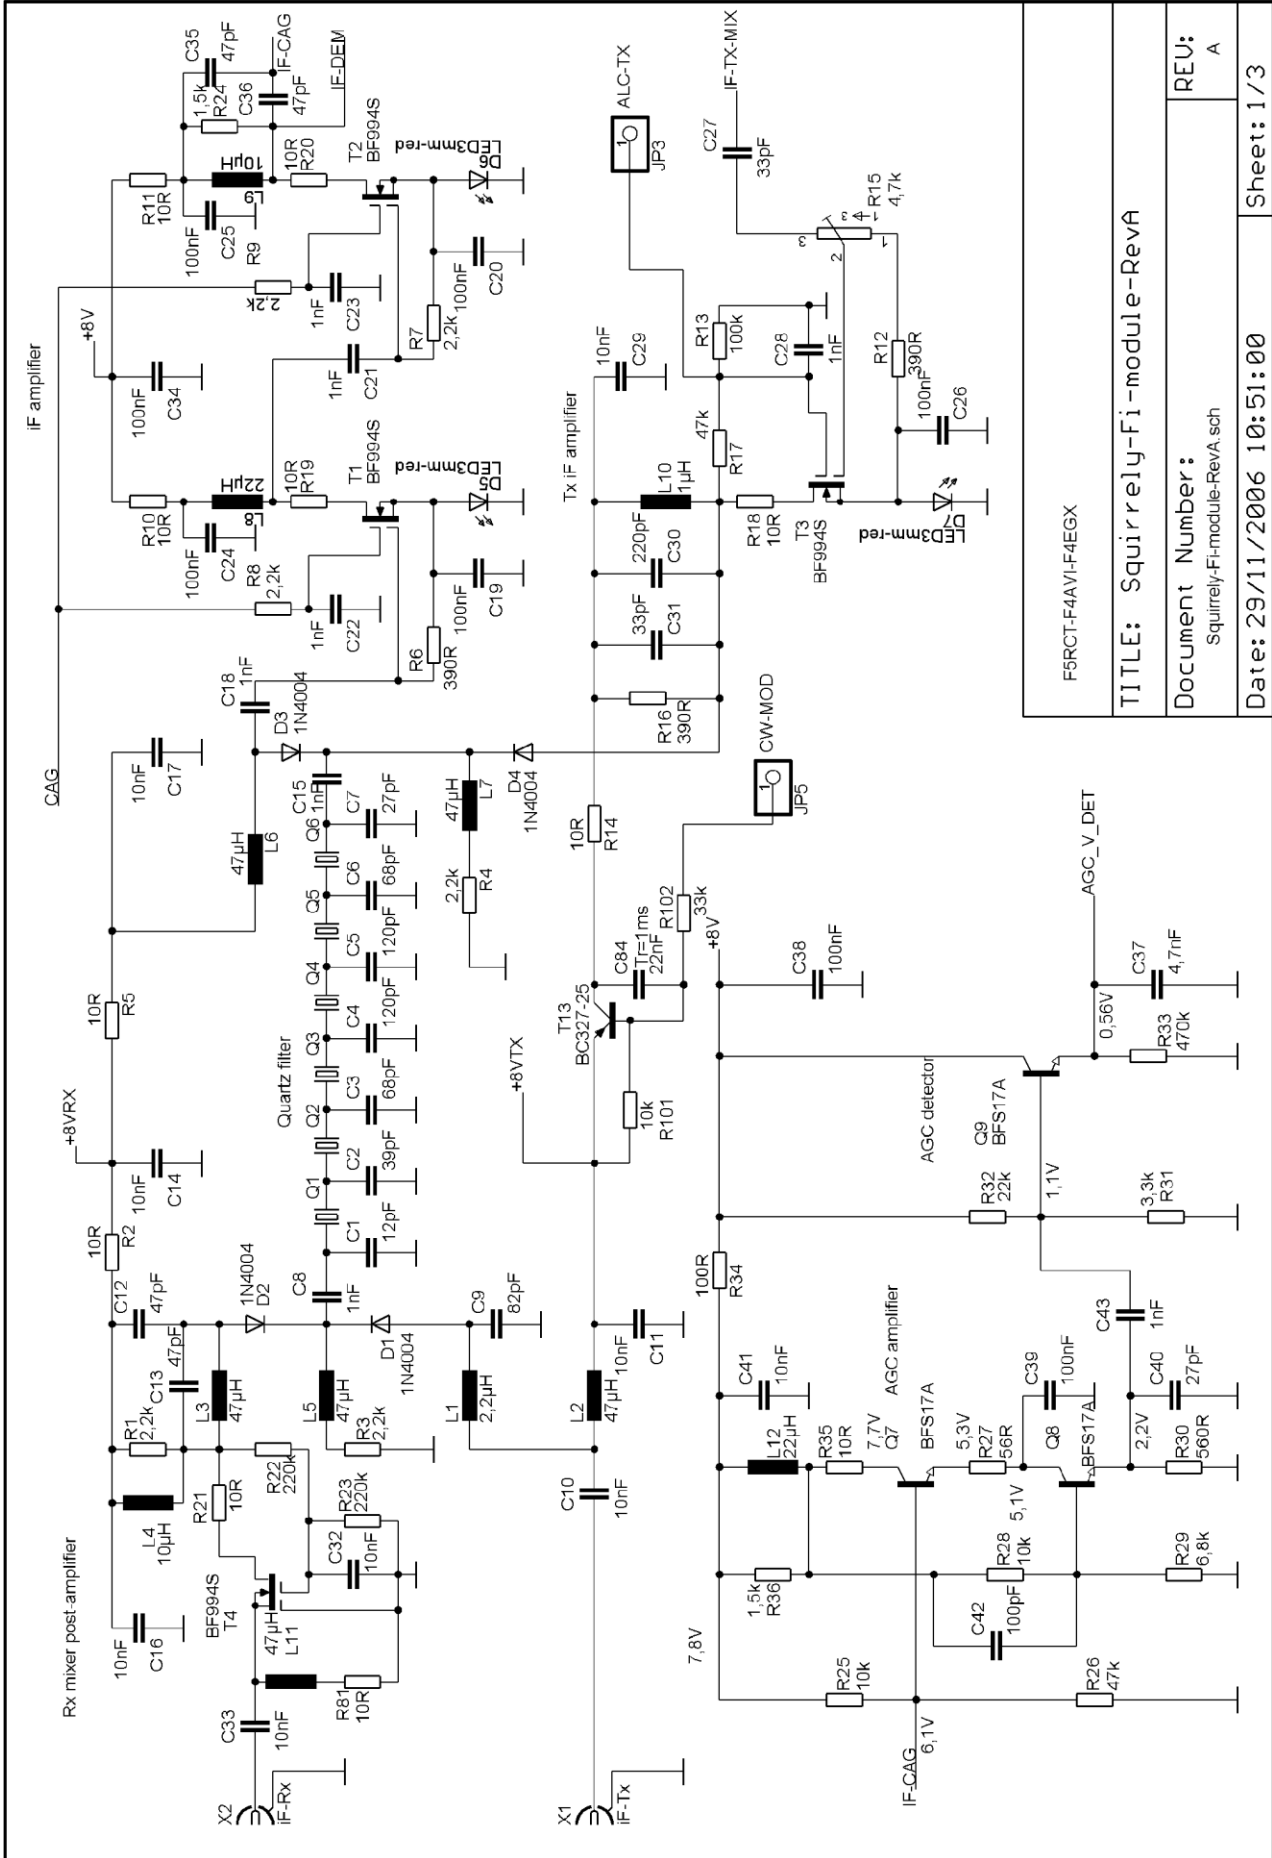 Rx mixer post-amplifier
+8VRX
CAG
iF amplifier
+8V
10nF
C16
L4
10µH
R1
2,2k
C13
47pF
C12
47pF
10R
R2
10nF
C14
10R
R5
10nF
C17
47µH
L6
C18
1nF
D3
1N4004
100nF
C24
R8
2,2k
R10
10R
L8
22µH
10R
R19
T1
BF994S
LED3mm-red
D5
1nF
C22
R6
390R
100nF
C19
100nF
C34
1nF
C21
R7
2,2k
R9
2,2k
1nF
C23
100nF
C20
100nF
C25
R11
10R
L9
10µH
10R
R20
T2
BF994S
LED3mm-red
D6
1,5k
R24
C35
47pF
C36
47pF
IF-CAG
IF-DEM
BF994S
T4
R21
10R
L3
47µH
1N4004
D2
R22
220k
R23
220k
C32
10nF
47µH
L11
R81
10R
C33
10nF
X2
iF-Rx
L5
47µH
R3
2,2k
D1
1N4004
C8
1nF
Quartz filter
Q1
Q2
Q3
Q4
Q5
Q6
C1
12pF
C2
39pF
C3
68pF
C4
120pF
C5
120pF
C6
68pF
C7
27pF
C15
1nF
47µH
L7
2,2k
R4
D4
1N4004
L1
2,2µH
C9
82pF
L2
47µH
10nF
C11
C10
10nF
X1
iF-Tx
+8VTX
T13
BC327-25
10k
R101
C84
Tr=1ms
22nF
R102
33k
10R
R14
CW-MOD
1
JP5
Tx iF amplifier
R16
390R
33pF
C31
220pF
C30
L10
1µH
10nF
C29
47k
R17
R18
10R
T3
BF994S
LED3mm-red
D7
R13
100k
C28
1nF
R12
390R
100nF
C26
R15
4,7k
3
2
1
1
3
C27
33pF
IF-TX-MIX
ALC-TX
1
JP3
7,8V
1,5k
R36
L12
22µH
C41
10nF
100R
R34
+8V
C38
100nF
R35
10R
7,7V
Q7
BFS17A
AGC amplifier
5,3V
R27
56R
C39
100nF
5,1V
Q8
BFS17A
2,2V
R30
560R
C40
27pF
C43
1nF
R25
10k
IF-CAG
6,1V
R26
47k
C42
100pF
R28
10k
R29
6,8k
AGC detector
R32
22k
1,1V
3,3k
R31
Q9
BFS17A
0,56V
R33
470k
C37
4,7nF
AGC_V_DET
F5RCT-F4AVI-F4EGX
TITLE: Squirrely-Fi-module-RevA
Document Number:
Squirrely-Fi-module-RevA.sch
REV:
A
Date: 29/11/2006 10:51:00
Sheet: 1/3